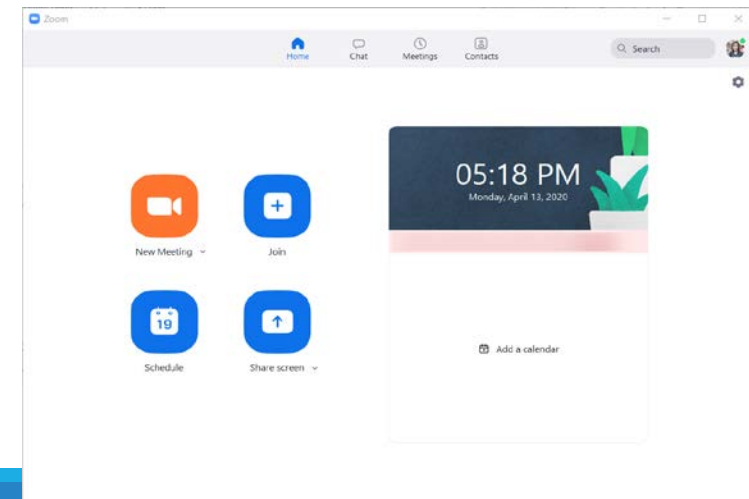 Zoom
Home
Chat
Meetings
Contacts
Search
05:18 PM
Monday, April 13, 2020
New Meeting
Join
19
Schedule
Share screen
Add a calendar